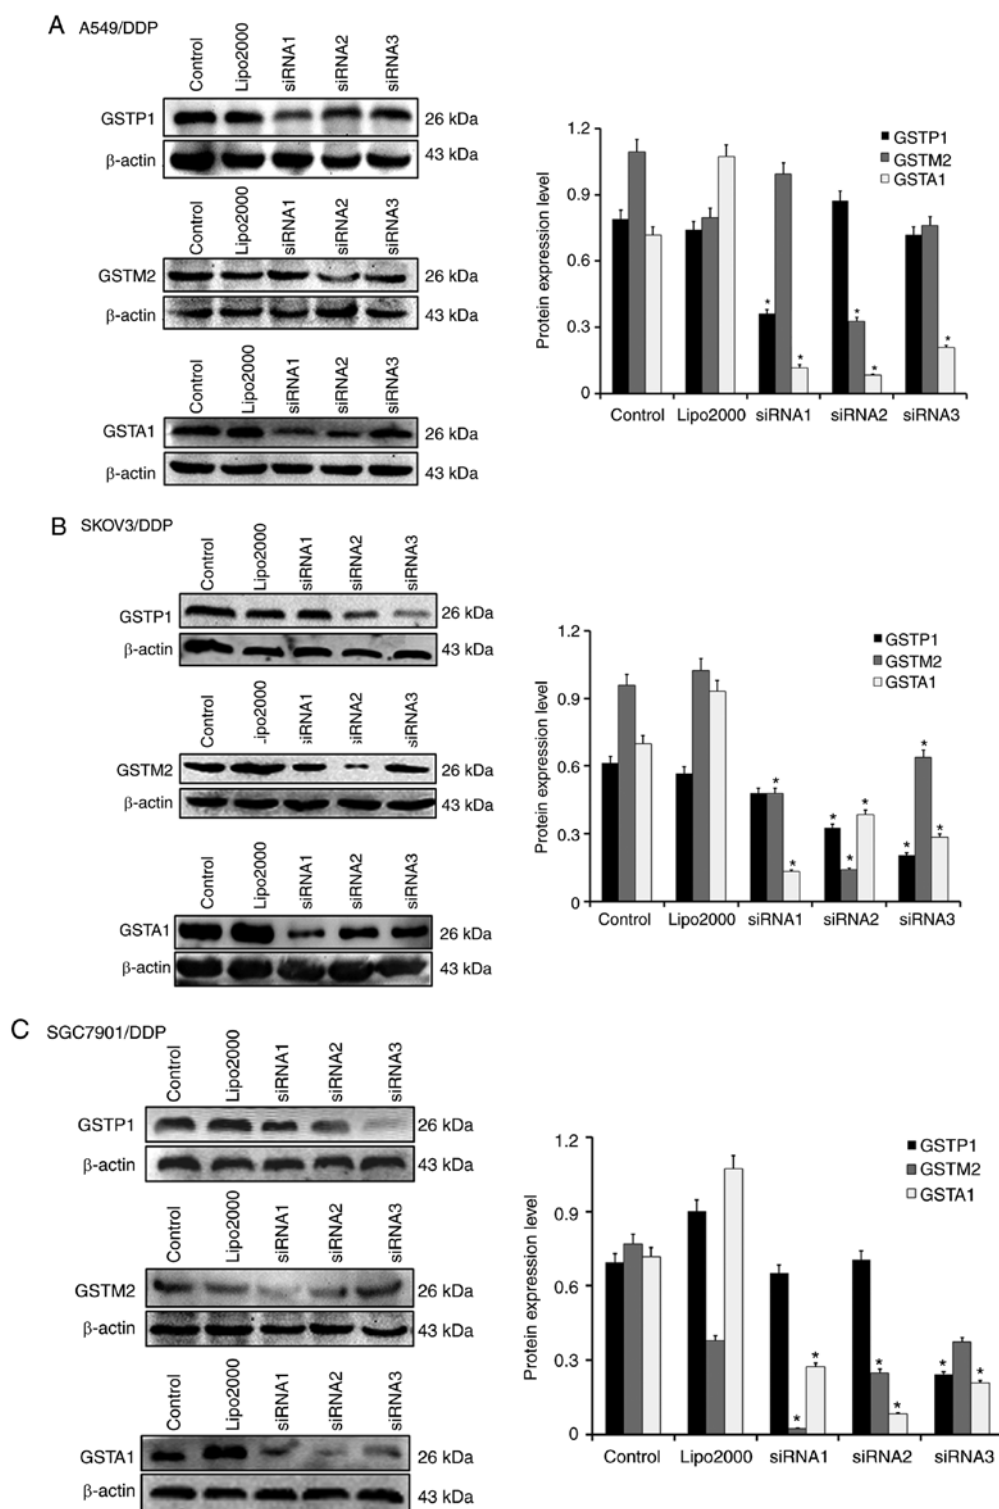 A A549/DDP
Control Lipo2000 siRNA1 siRNA2 siRNA3
GSTP1 26 kDa
β-actin 43 kDa
Control Lipo2000 siRNA1 siRNA2 siRNA3
GSTM2 26 kDa
β-actin 43 kDa
Control Lipo2000 siRNA1 siRNA2 siRNA3
GSTA1 26 kDa
β-actin 43 kDa
Protein expression level
1.2
0.9
0.6
0.3
0
GSTP1
GSTM2
GSTA1
* * * * *
Control Lipo2000 siRNA1 siRNA2 siRNA3
B SKOV3/DDP
Control Lipo2000 siRNA1 siRNA2 siRNA3
GSTP1 26 kDa
β-actin 43 kDa
Control Lipo2000 siRNA1 siRNA2 siRNA3
GSTM2 26 kDa
β-actin 43 kDa
Control Lipo2000 siRNA1 siRNA2 siRNA3
GSTA1 26 kDa
β-actin 43 kDa
Protein expression level
1.2
0.9
0.6
0.3
0
GSTP1
GSTM2
GSTA1
* * * * * * * *
Control Lipo2000 siRNA1 siRNA2 siRNA3
C SGC7901/DDP
Control Lipo2000 siRNA1 siRNA2 siRNA3
GSTP1 26 kDa
β-actin 43 kDa
Control Lipo2000 siRNA1 siRNA2 siRNA3
GSTM2 26 kDa
β-actin 43 kDa
Control Lipo2000 siRNA1 siRNA2 siRNA3
GSTA1 26 kDa
β-actin 43 kDa
Protein expression level
1.2
0.9
0.6
0.3
0
GSTP1
GSTM2
GSTA1
* * * * * *
Control Lipo2000 siRNA1 siRNA2 siRNA3